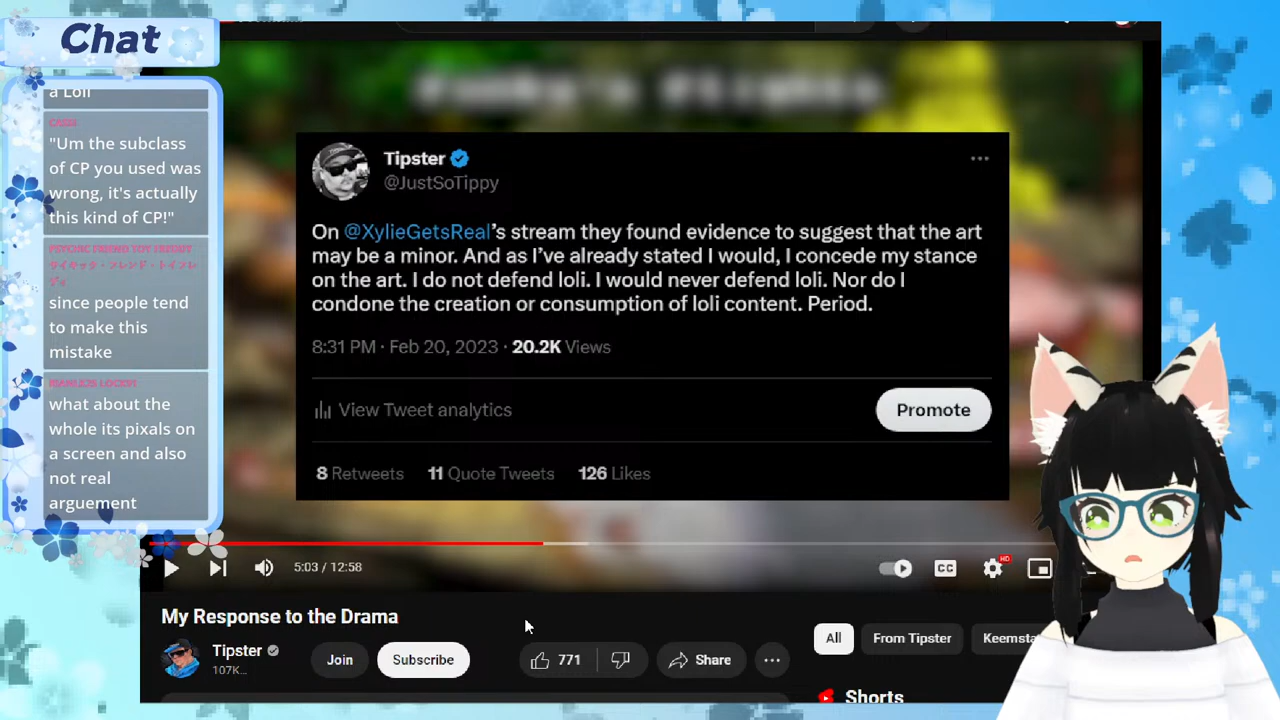 Chat
a Loli
"Um the subclass
of CP you used was
wrong, it's actually
this kind of CP!"
since people tend
to make this
mistake
what about the
whole its pixals on
a screen and also
not real
arguement
Tipster
@JustSoTippy
On @XylieGetsReal's stream they found evidence to suggest that the art
may be a minor. And as I've already stated I would, I concede my stance
on the art. I do not defend loli. I would never defend loli. Nor do I
condone the creation or consumption of loli content. Period.
8:31 PM · Feb 20, 2023 · 20.2K Views
View Tweet analytics
Promote
8 Retweets 11 Quote Tweets 126 Likes
5:03 / 12:58
CC
HD
My Response to the Drama
Tipster
107K...
Join
Subscribe
771
Share
All
From Tipster
Keemsta
Shorts